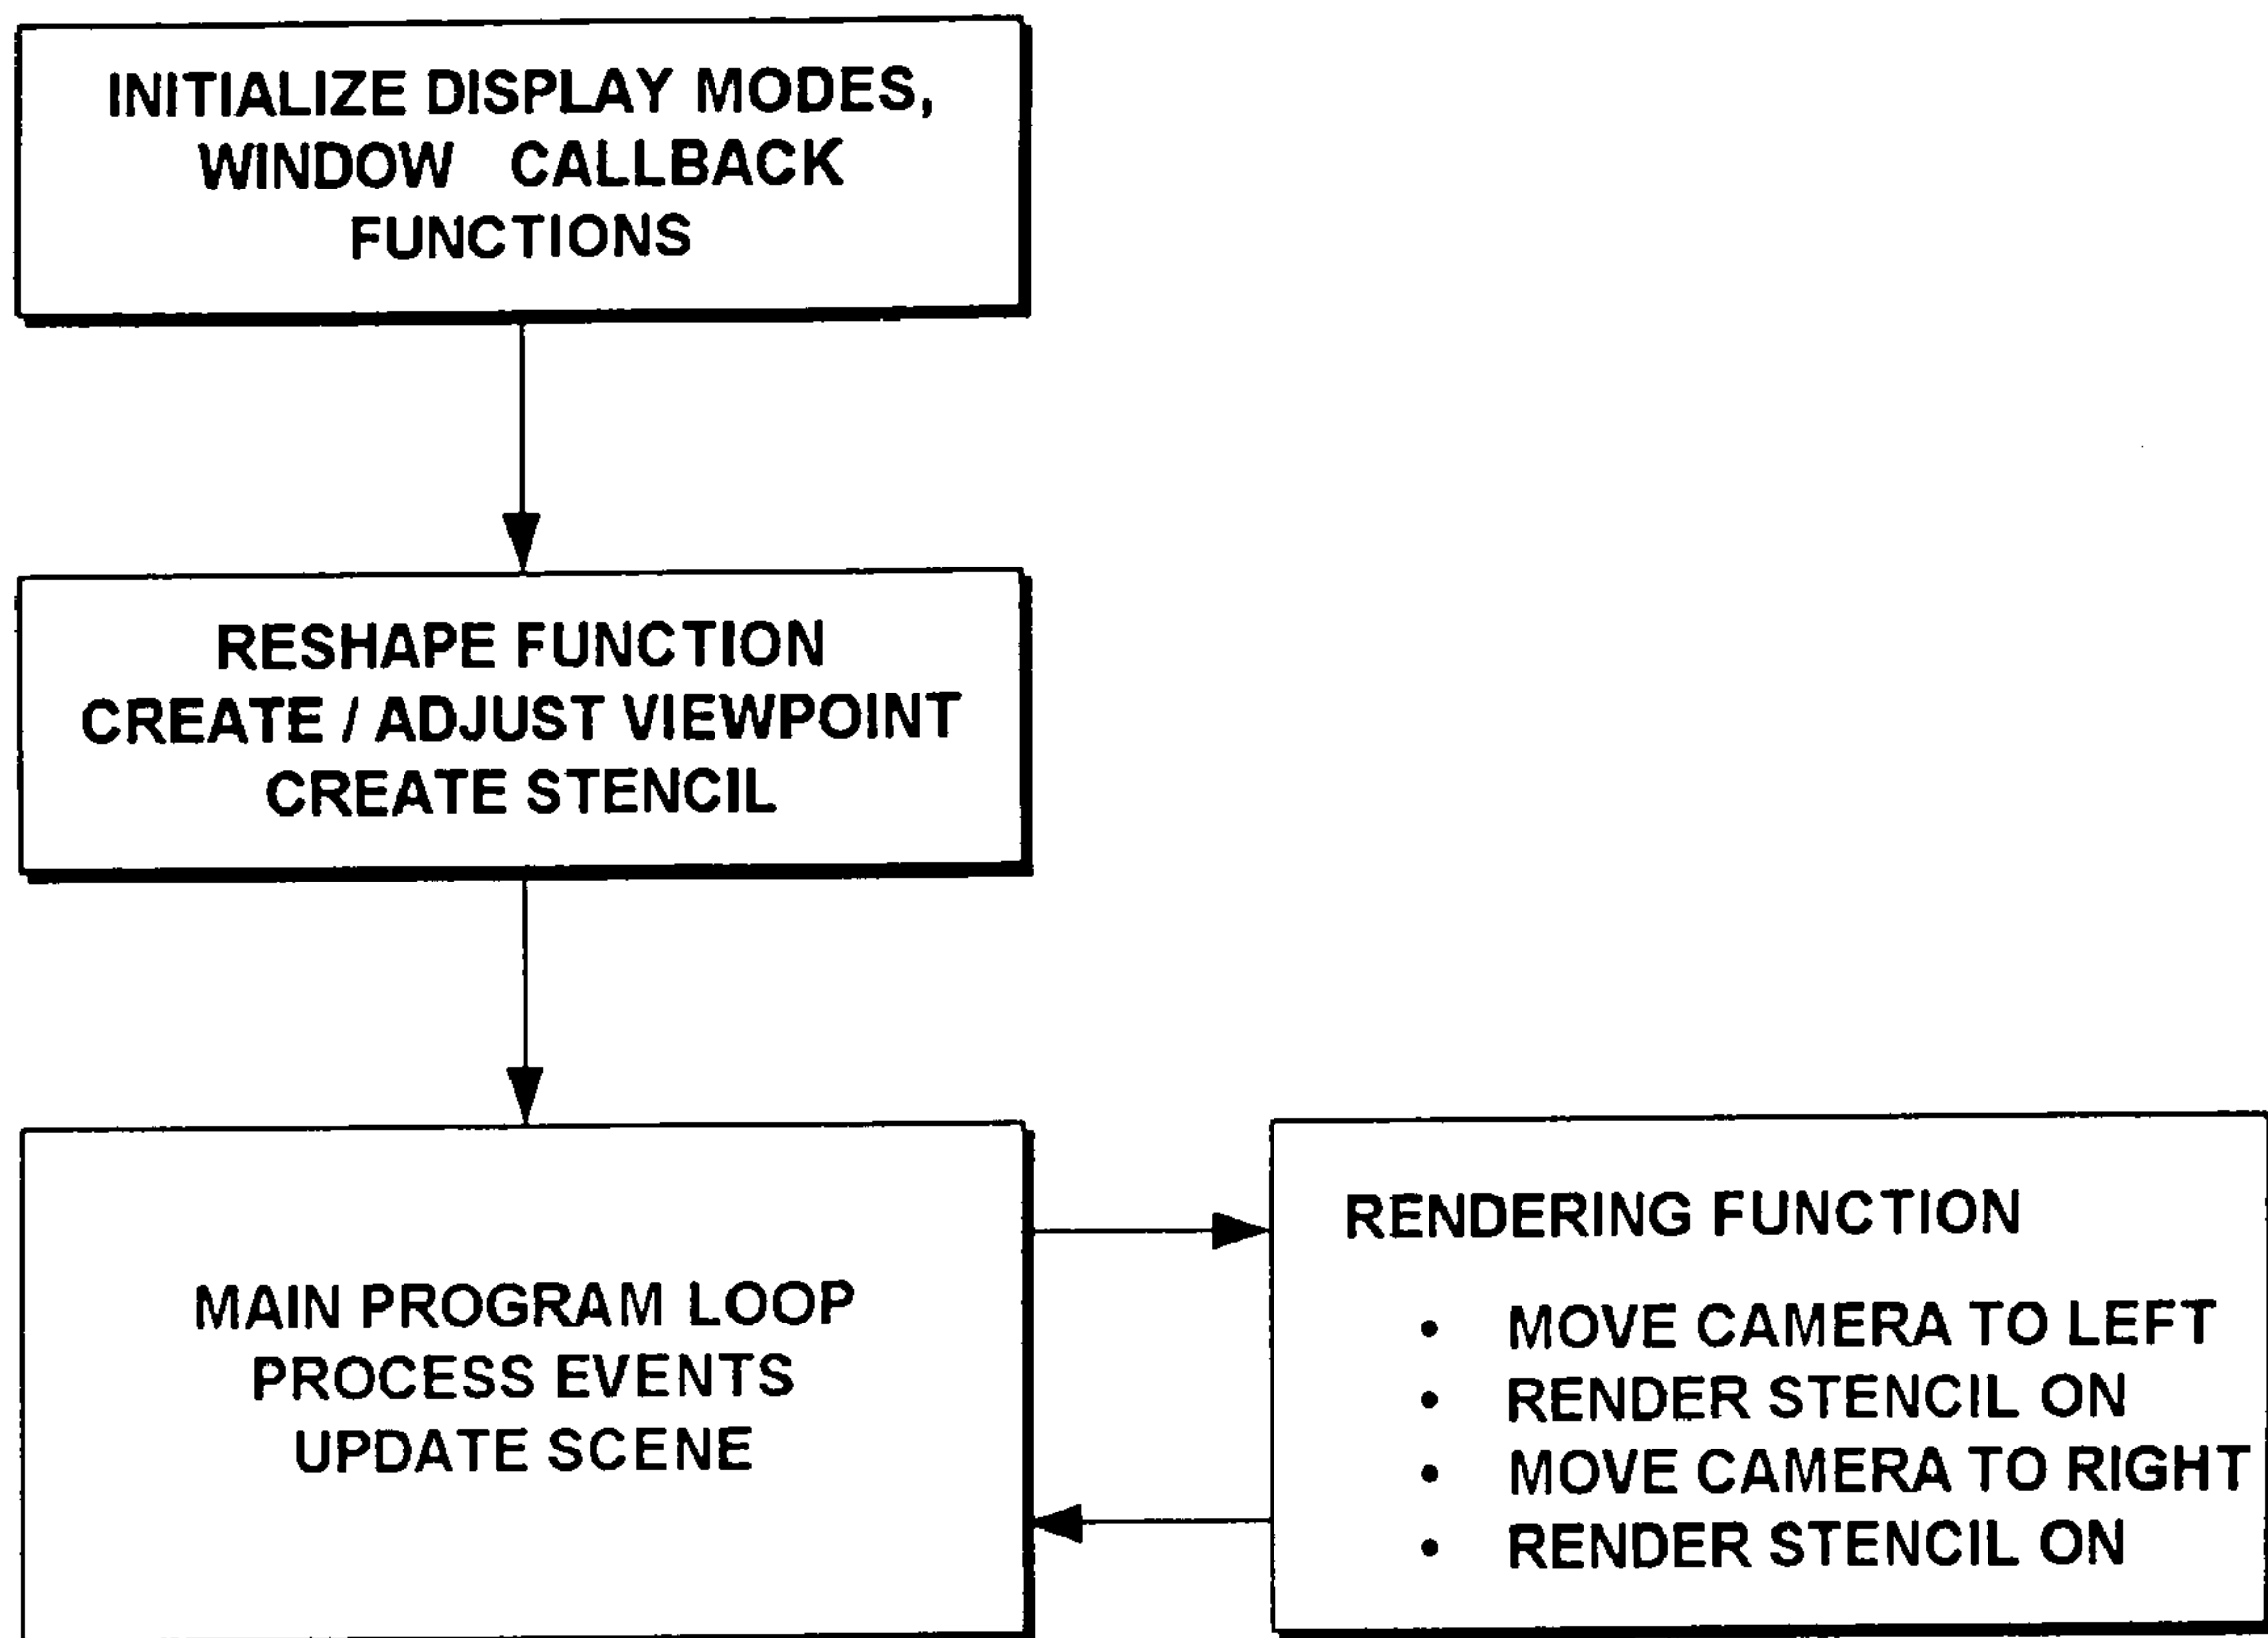 INITIALIZE DISPLAY MODES,
WINDOW CALLBACK
FUNCTIONS
RESHAPE FUNCTION
CREATE / ADJUST VIEWPOINT
CREATE STENCIL
MAIN PROGRAM LOOP
PROCESS EVENTS
UPDATE SCENE
RENDERING FUNCTION
• MOVE CAMERA TO LEFT
• RENDER STENCIL ON
• MOVE CAMERA TO RIGHT
• RENDER STENCIL ON